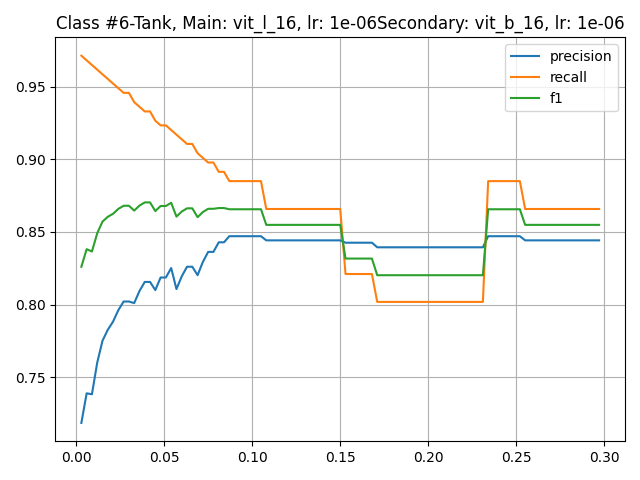 Class #6-Tank, Main: vit_l_16, lr: 1e-06Secondary: vit_b_16, lr: 1e-06
precision
recall
f1
0.95
0.90
0.85
0.80
0.75
0.00 0.05 0.10 0.15 0.20 0.25 0.30